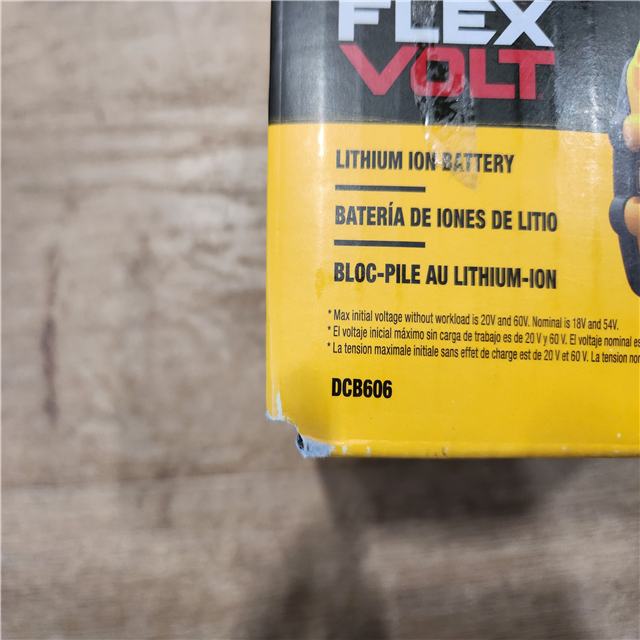 FLEX
VOLT
LITHIUM ION BATTERY
BATERÍA DE IONES DE LITIO
BLOC-PILE AU LITHIUM-ION
* Max initial voltage without workload is 20V and 60V. Nominal is 18V and 54V.
* El voltaje inicial máximo sin carga de trabajo es de 20 V y 60 V. El voltaje nominal es
* La tension maximale initiale sans effet de charge est de 20 V et 60 V. La tension nor
DCB606